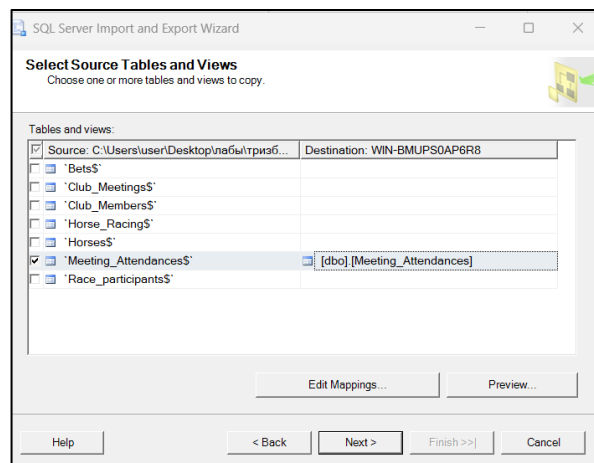 SQL Server Import and Export Wizard
Select Source Tables and Views
Choose one or more tables and views to copy.
Tables and views:
Source: C:\Users\user\Desktop\лабы\тризб... Destination: WIN-BMUPS0AP6R8
`Bets$`
`Club_Meetings$`
`Club_Members$`
`Horse_Racing$`
`Horses$`
`Meeting_Attendances$` [dbo].[Meeting_Attendances]
`Race_participants$`
Edit Mappings... Preview...
Help < Back Next > Finish >>| Cancel